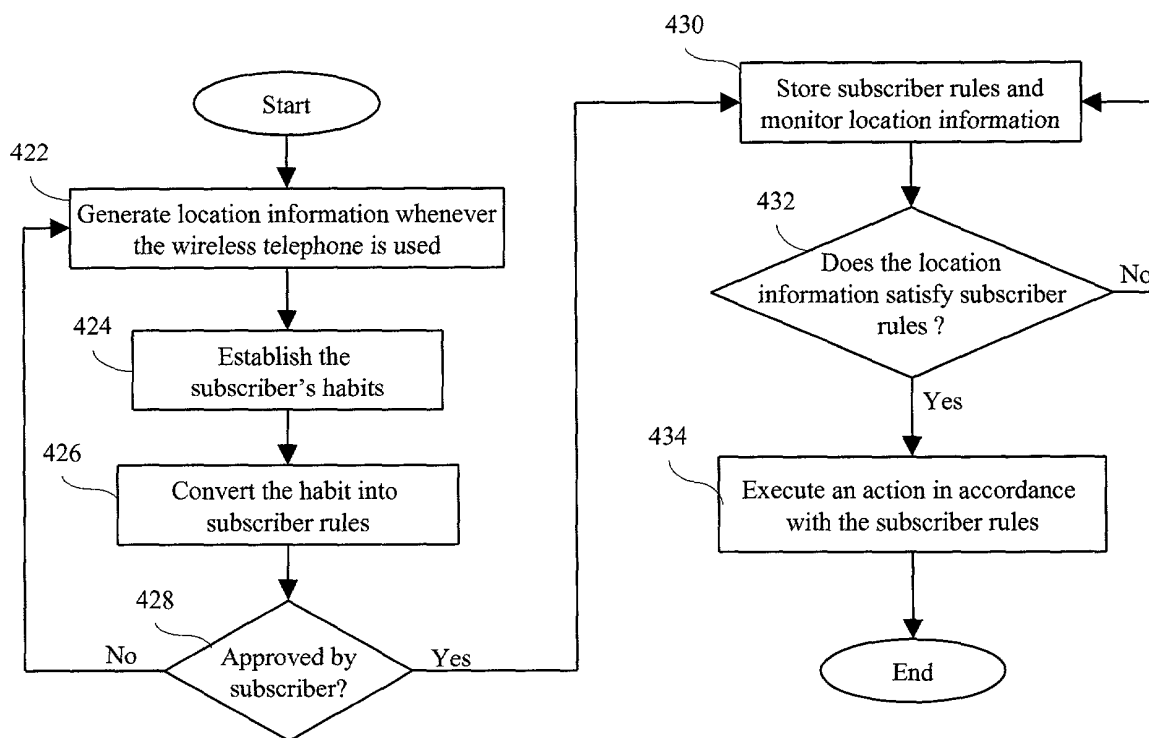 Start
422
Generate location information whenever
the wireless telephone is used
424
Establish the
subscriber's habits
426
Convert the habit into
subscriber rules
428
Approved by
subscriber?
No
Yes
430
Store subscriber rules and
monitor location information
432
Does the location
information satisfy subscriber
rules ?
No
Yes
434
Execute an action in accordance
with the subscriber rules
End